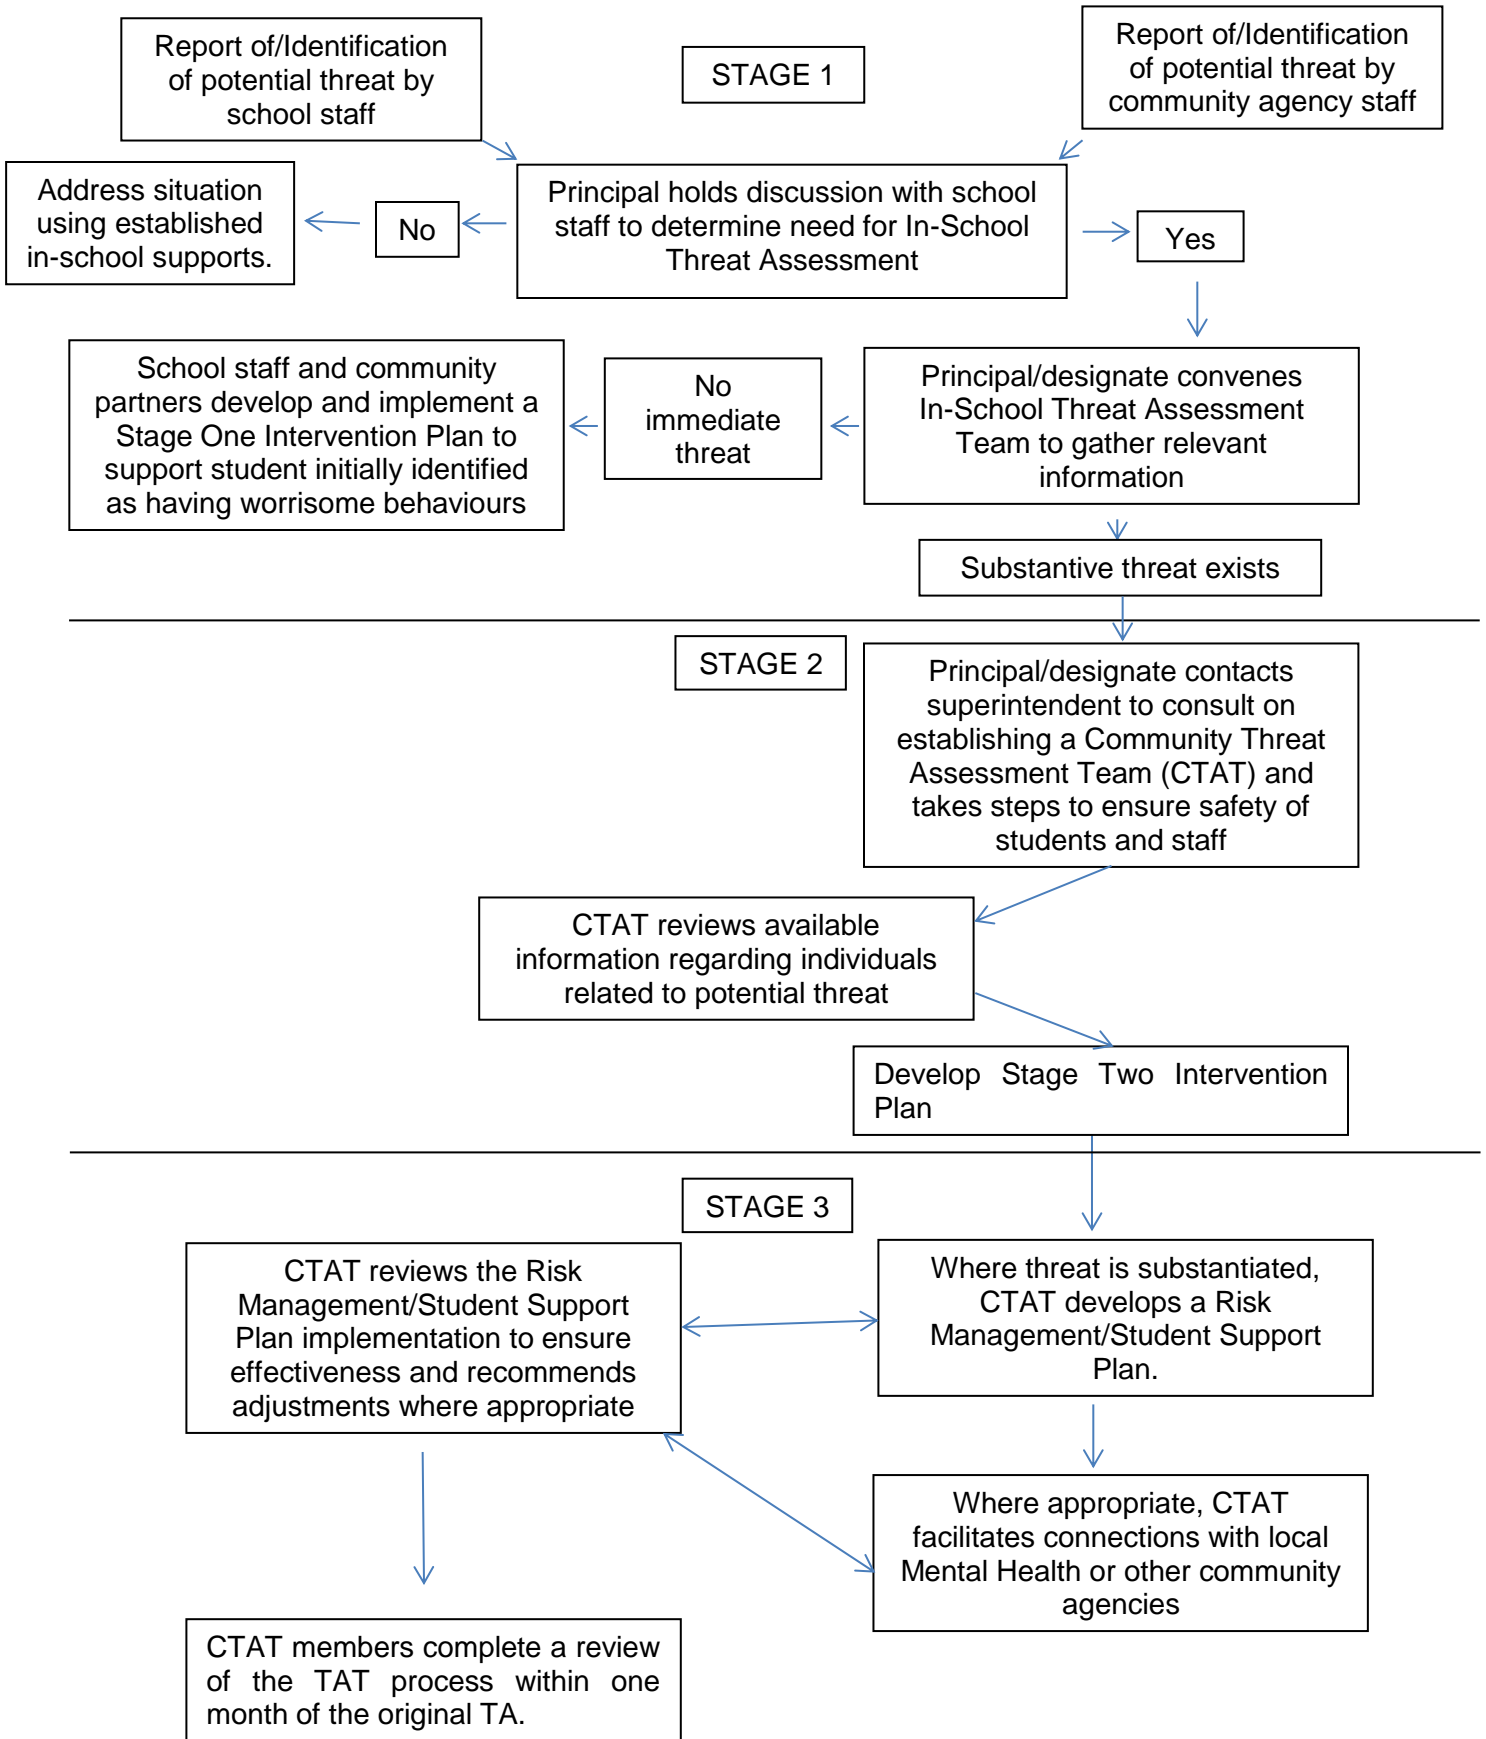 Report of/Identification
of potential threat by
school staff
STAGE 1
Report of/Identification
of potential threat by
community agency staff
Address situation
using established
in-school supports.
No
Principal holds discussion with school
staff to determine need for In-School
Threat Assessment
Yes
School staff and community
partners develop and implement a
Stage One Intervention Plan to
support student initially identified
as having worrisome behaviours
No
immediate
threat
Principal/designate convenes
In-School Threat Assessment
Team to gather relevant
information
Substantive threat exists
STAGE 2
Principal/designate contacts
superintendent to consult on
establishing a Community Threat
Assessment Team (CTAT) and
takes steps to ensure safety of
students and staff
CTAT reviews available
information regarding individuals
related to potential threat
Develop Stage Two Intervention
Plan
STAGE 3
CTAT reviews the Risk
Management/Student Support
Plan implementation to ensure
effectiveness and recommends
adjustments where appropriate
Where threat is substantiated,
CTAT develops a Risk
Management/Student Support
Plan.
Where appropriate, CTAT
facilitates connections with local
Mental Health or other community
agencies
CTAT members complete a review
of the TAT process within one
month of the original TA.